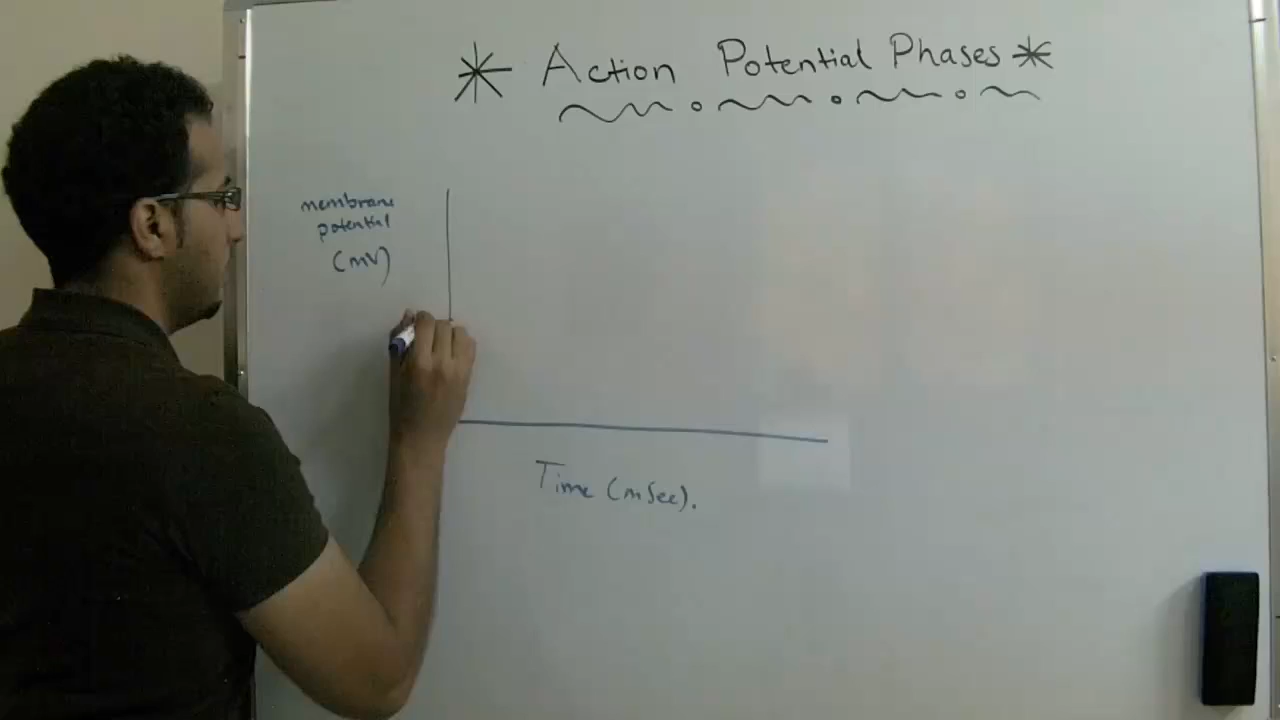 Action Potential Phases
membrane
potential
(mV)
Time (msec).